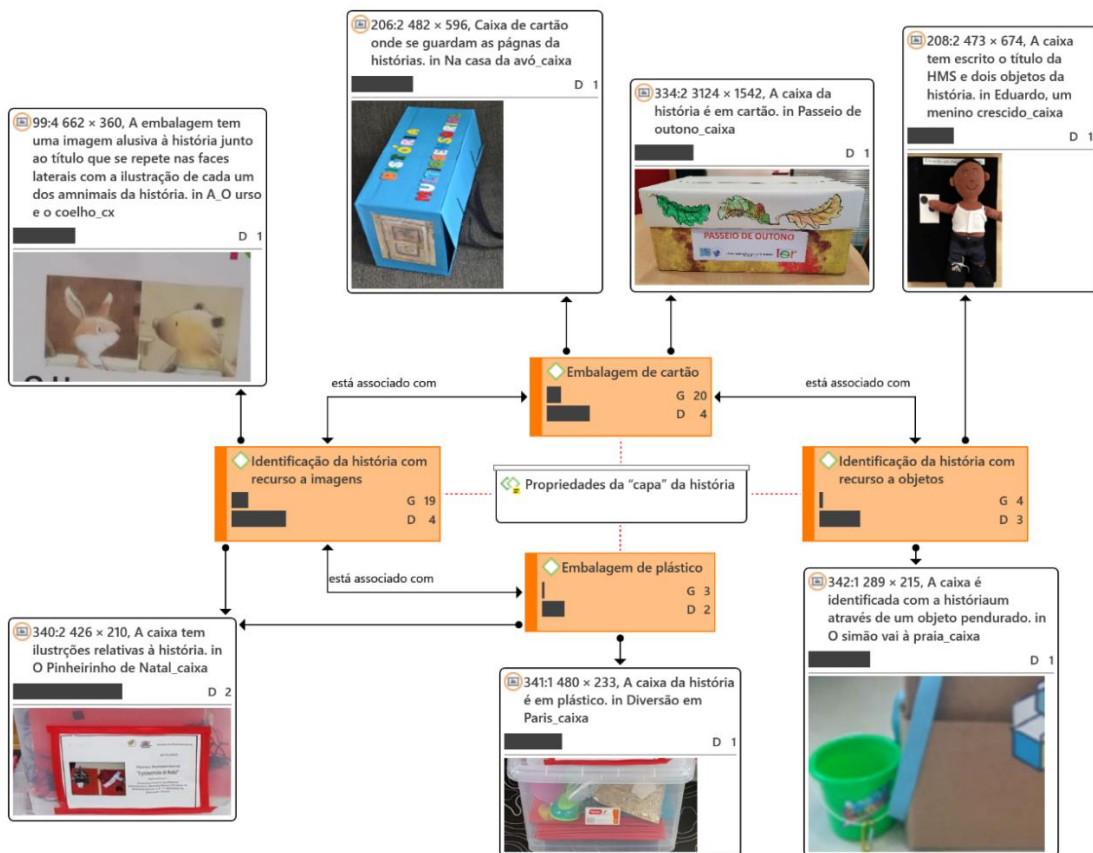 206:2 482 × 596, Caixa de cartão
onde se guardam as págnas da
histórias. in Na casa da avó_caixa
D 1
HISTÓRIA
MULTISSENSORIAL
334:2 3124 × 1542, A caixa da
história é em cartão. in Passeio de
outono_caixa
D 1
PASSEIO DE OUTONO
ler
208:2 473 × 674, A caixa
tem escrito o título da
HMS e dois objetos da
história. in Eduardo, um
menino crescido_caixa
D 1
99:4 662 × 360, A embalagem tem
uma imagem alusiva à história junto
ao título que se repete nas faces
laterais com a ilustração de cada um
dos amnimais da história. in A_O urso
e o coelho_cx
D 1
Embalagem de cartão
G 20
D 4
está associado com
está associado com
Identificação da história com
recurso a imagens
G 19
D 4
Propriedades da “capa” da história
Identificação da história com
recurso a objetos
G 4
D 3
está associado com
Embalagem de plástico
G 3
D 2
340:2 426 × 210, A caixa tem
ilustrções relativas à história. in
O Pinheirinho de Natal_caixa
D 2
341:1 480 × 233, A caixa da história
é em plástico. in Diversão em
Paris_caixa
D 1
342:1 289 × 215, A caixa é
identificada com a históriaum
através de um objeto pendurado. in
O simão vai à praia_caixa
D 1